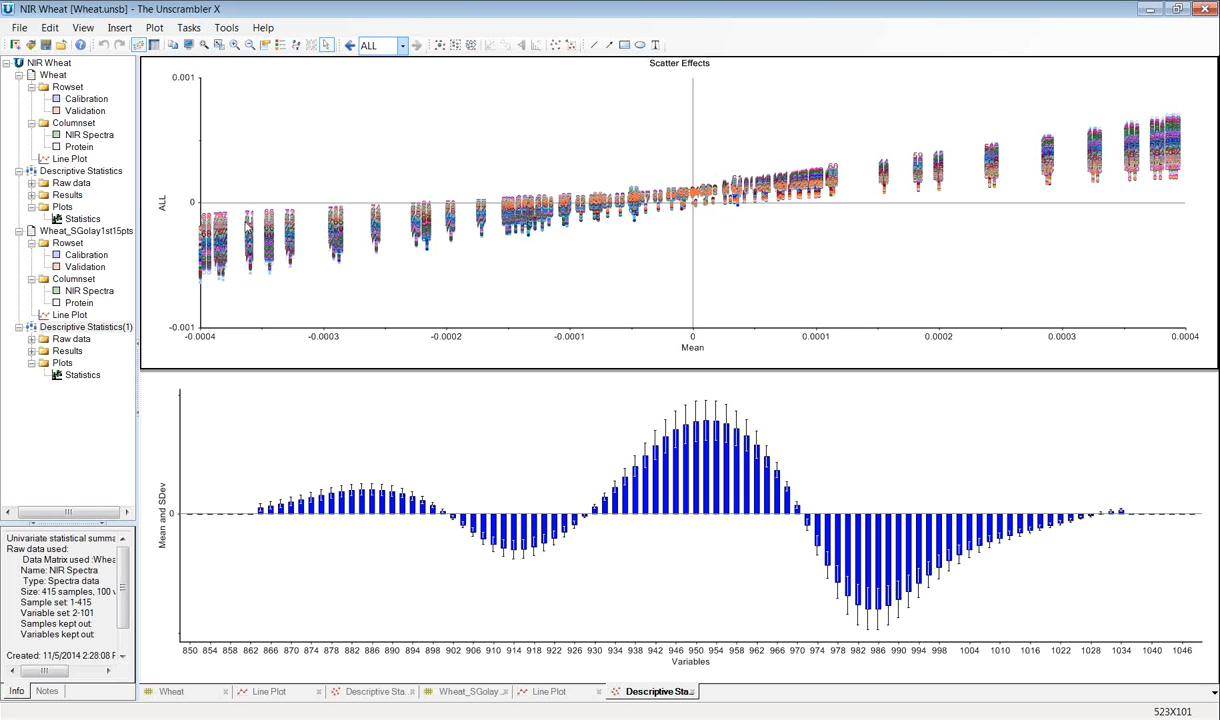 NIR Wheat [Wheat.unsb] - The Unscrambler X
File Edit View Insert Plot Tasks Tools Help
ALL
NIR Wheat
Wheat
Rowset
Calibration
Validation
Columnset
NIR Spectra
Protein
Line Plot
Descriptive Statistics
Raw data
Results
Plots
Statistics
Wheat_SGolay1st15pts
Rowset
Calibration
Validation
Columnset
NIR Spectra
Protein
Line Plot
Descriptive Statistics(1)
Raw data
Results
Plots
Statistics
Univariate statistical summa
Raw data used:
Data Matrix used :Whea
Name: NIR Spectra
Type: Spectra data
Size: 415 samples, 100 v
Sample set: 1-415
Variable set: 2-101
Samples kept out:
Variables kept out:
Created: 11/5/2014 2:28:08 P
Info Notes
Scatter Effects
0.001
ALL
0
-0.001
-0.0004 -0.0003 -0.0002 -0.0001 0 0.0001 0.0002 0.0003 0.0004
Mean
Mean and SDev
0
850 854 858 862 866 870 874 878 882 886 890 894 898 902 906 910 914 918 922 926 930 934 938 942 946 950 954 958 962 966 970 974 978 982 986 990 994 998 1004 1010 1016 1022 1028 1034 1040 1046
Variables
Wheat Line Plot Descriptive Sta... Wheat_SGolay... Line Plot Descriptive Sta...
523X101